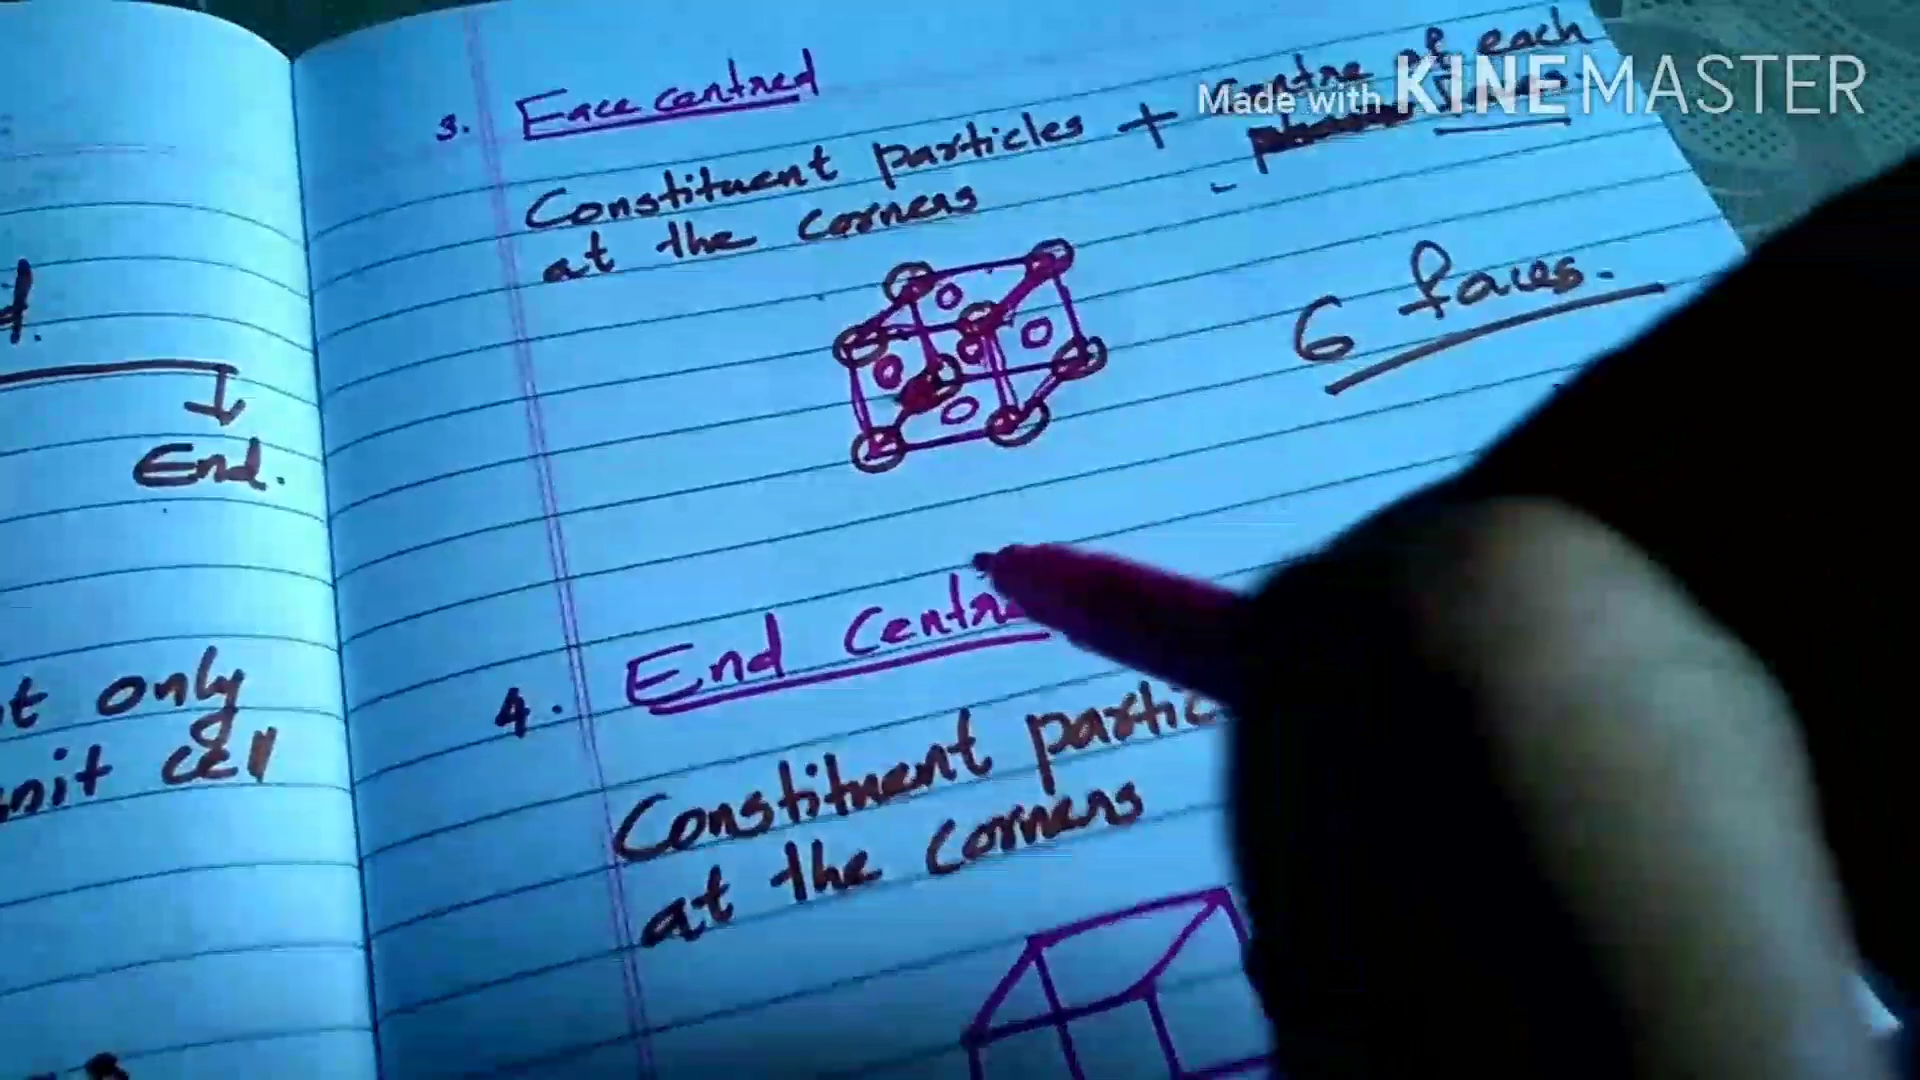 d.
End.
t only
nit cell
3. Face centred
Constituent particles + centre of each
at the corners
faces.
6 faces.
4. End Centre
Constituent partic
at the corners
Made with KINEMASTER